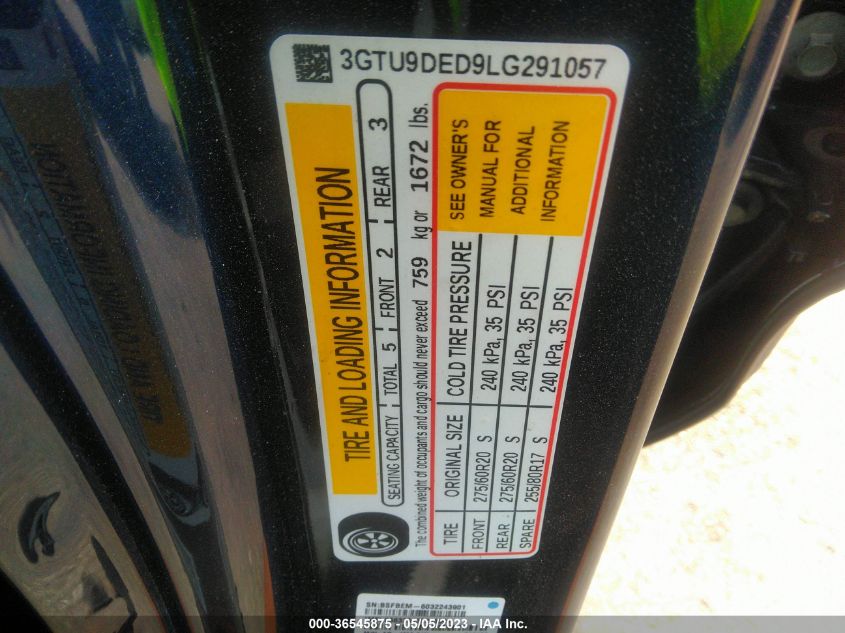 3GTU9DED9LG291057
TIRE AND LOADING INFORMATION
SEATING CAPACITY TOTAL 5 FRONT 2 REAR 3
The combined weight of occupants and cargo should never exceed 759 kg or 1672 lbs.
TIRE ORIGINAL SIZE COLD TIRE PRESSURE
FRONT 275/60R20 S 240 kPa, 35 PSI
REAR 275/60R20 S 240 kPa, 35 PSI
SPARE 255/80R17 S 240 kPa, 35 PSI
SEE OWNER'S
MANUAL FOR
ADDITIONAL
INFORMATION
SN:BSFBEM-6032243901
000-36545875 - 05/05/2023 - IAA Inc.